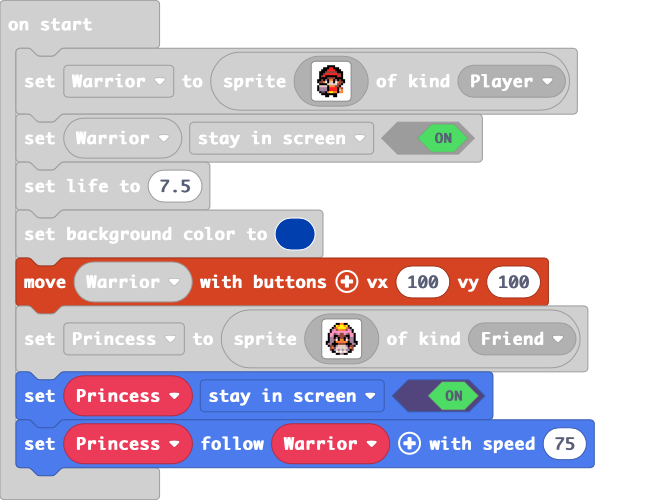 on start
set Warrior to sprite of kind Player
set Warrior stay in screen ON
set life to 7.5
set background color to
move Warrior with buttons vx 100 vy 100
set Princess to sprite of kind Friend
set Princess stay in screen ON
set Princess follow Warrior with speed 75